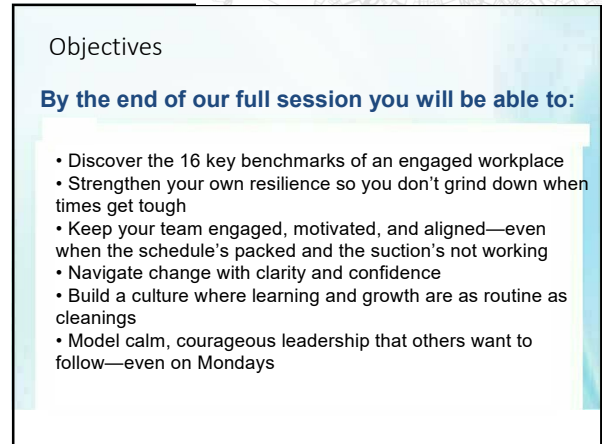 Objectives
By the end of our full session you will be able to:
• Discover the 16 key benchmarks of an engaged workplace
• Strengthen your own resilience so you don’t grind down when
times get tough
• Keep your team engaged, motivated, and aligned—even
when the schedule’s packed and the suction’s not working
• Navigate change with clarity and confidence
• Build a culture where learning and growth are as routine as
cleanings
• Model calm, courageous leadership that others want to
follow—even on Mondays